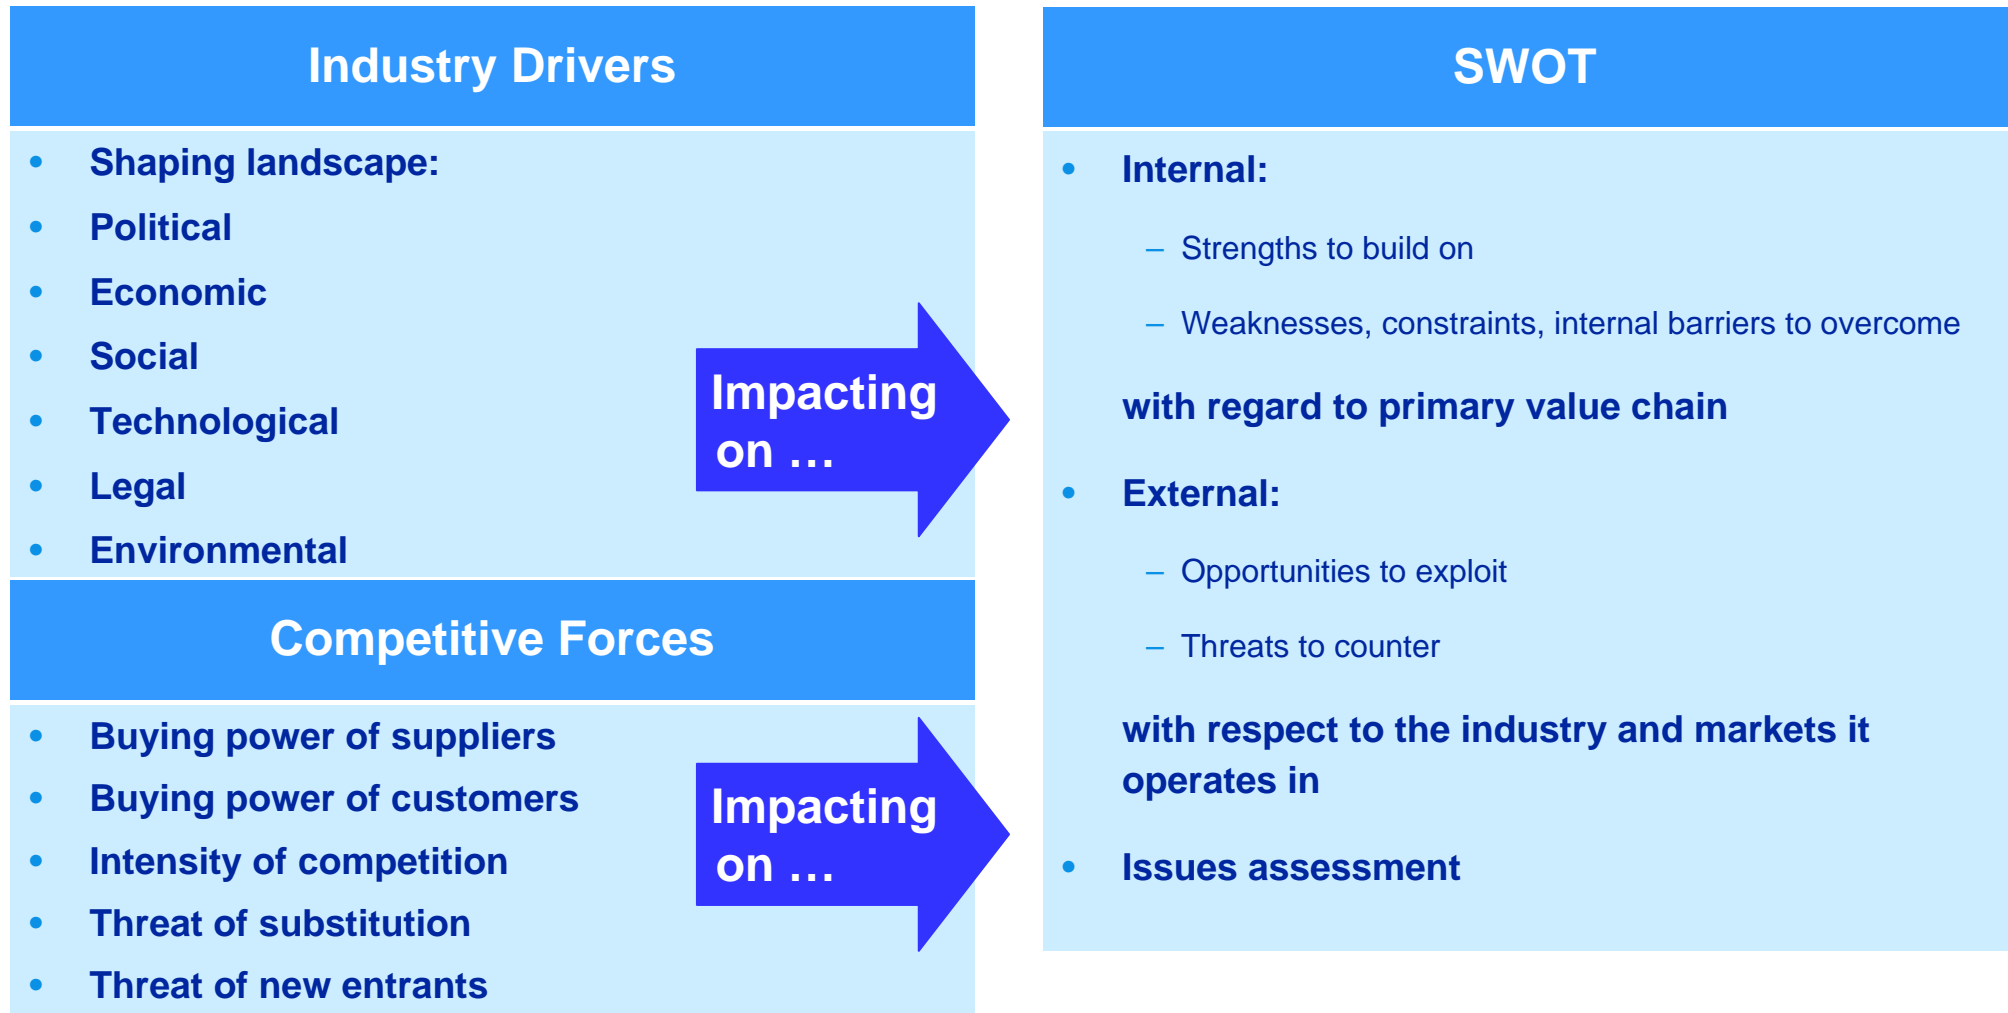 Industry Drivers
• Shaping landscape:
• Political
• Economic
• Social
• Technological
• Legal
• Environmental
Impacting
on …
Competitive Forces
• Buying power of suppliers
• Buying power of customers
• Intensity of competition
• Threat of substitution
• Threat of new entrants
Impacting
on …
SWOT
• Internal:
– Strengths to build on
– Weaknesses, constraints, internal barriers to overcome
with regard to primary value chain
• External:
– Opportunities to exploit
– Threats to counter
with respect to the industry and markets it
operates in
• Issues assessment